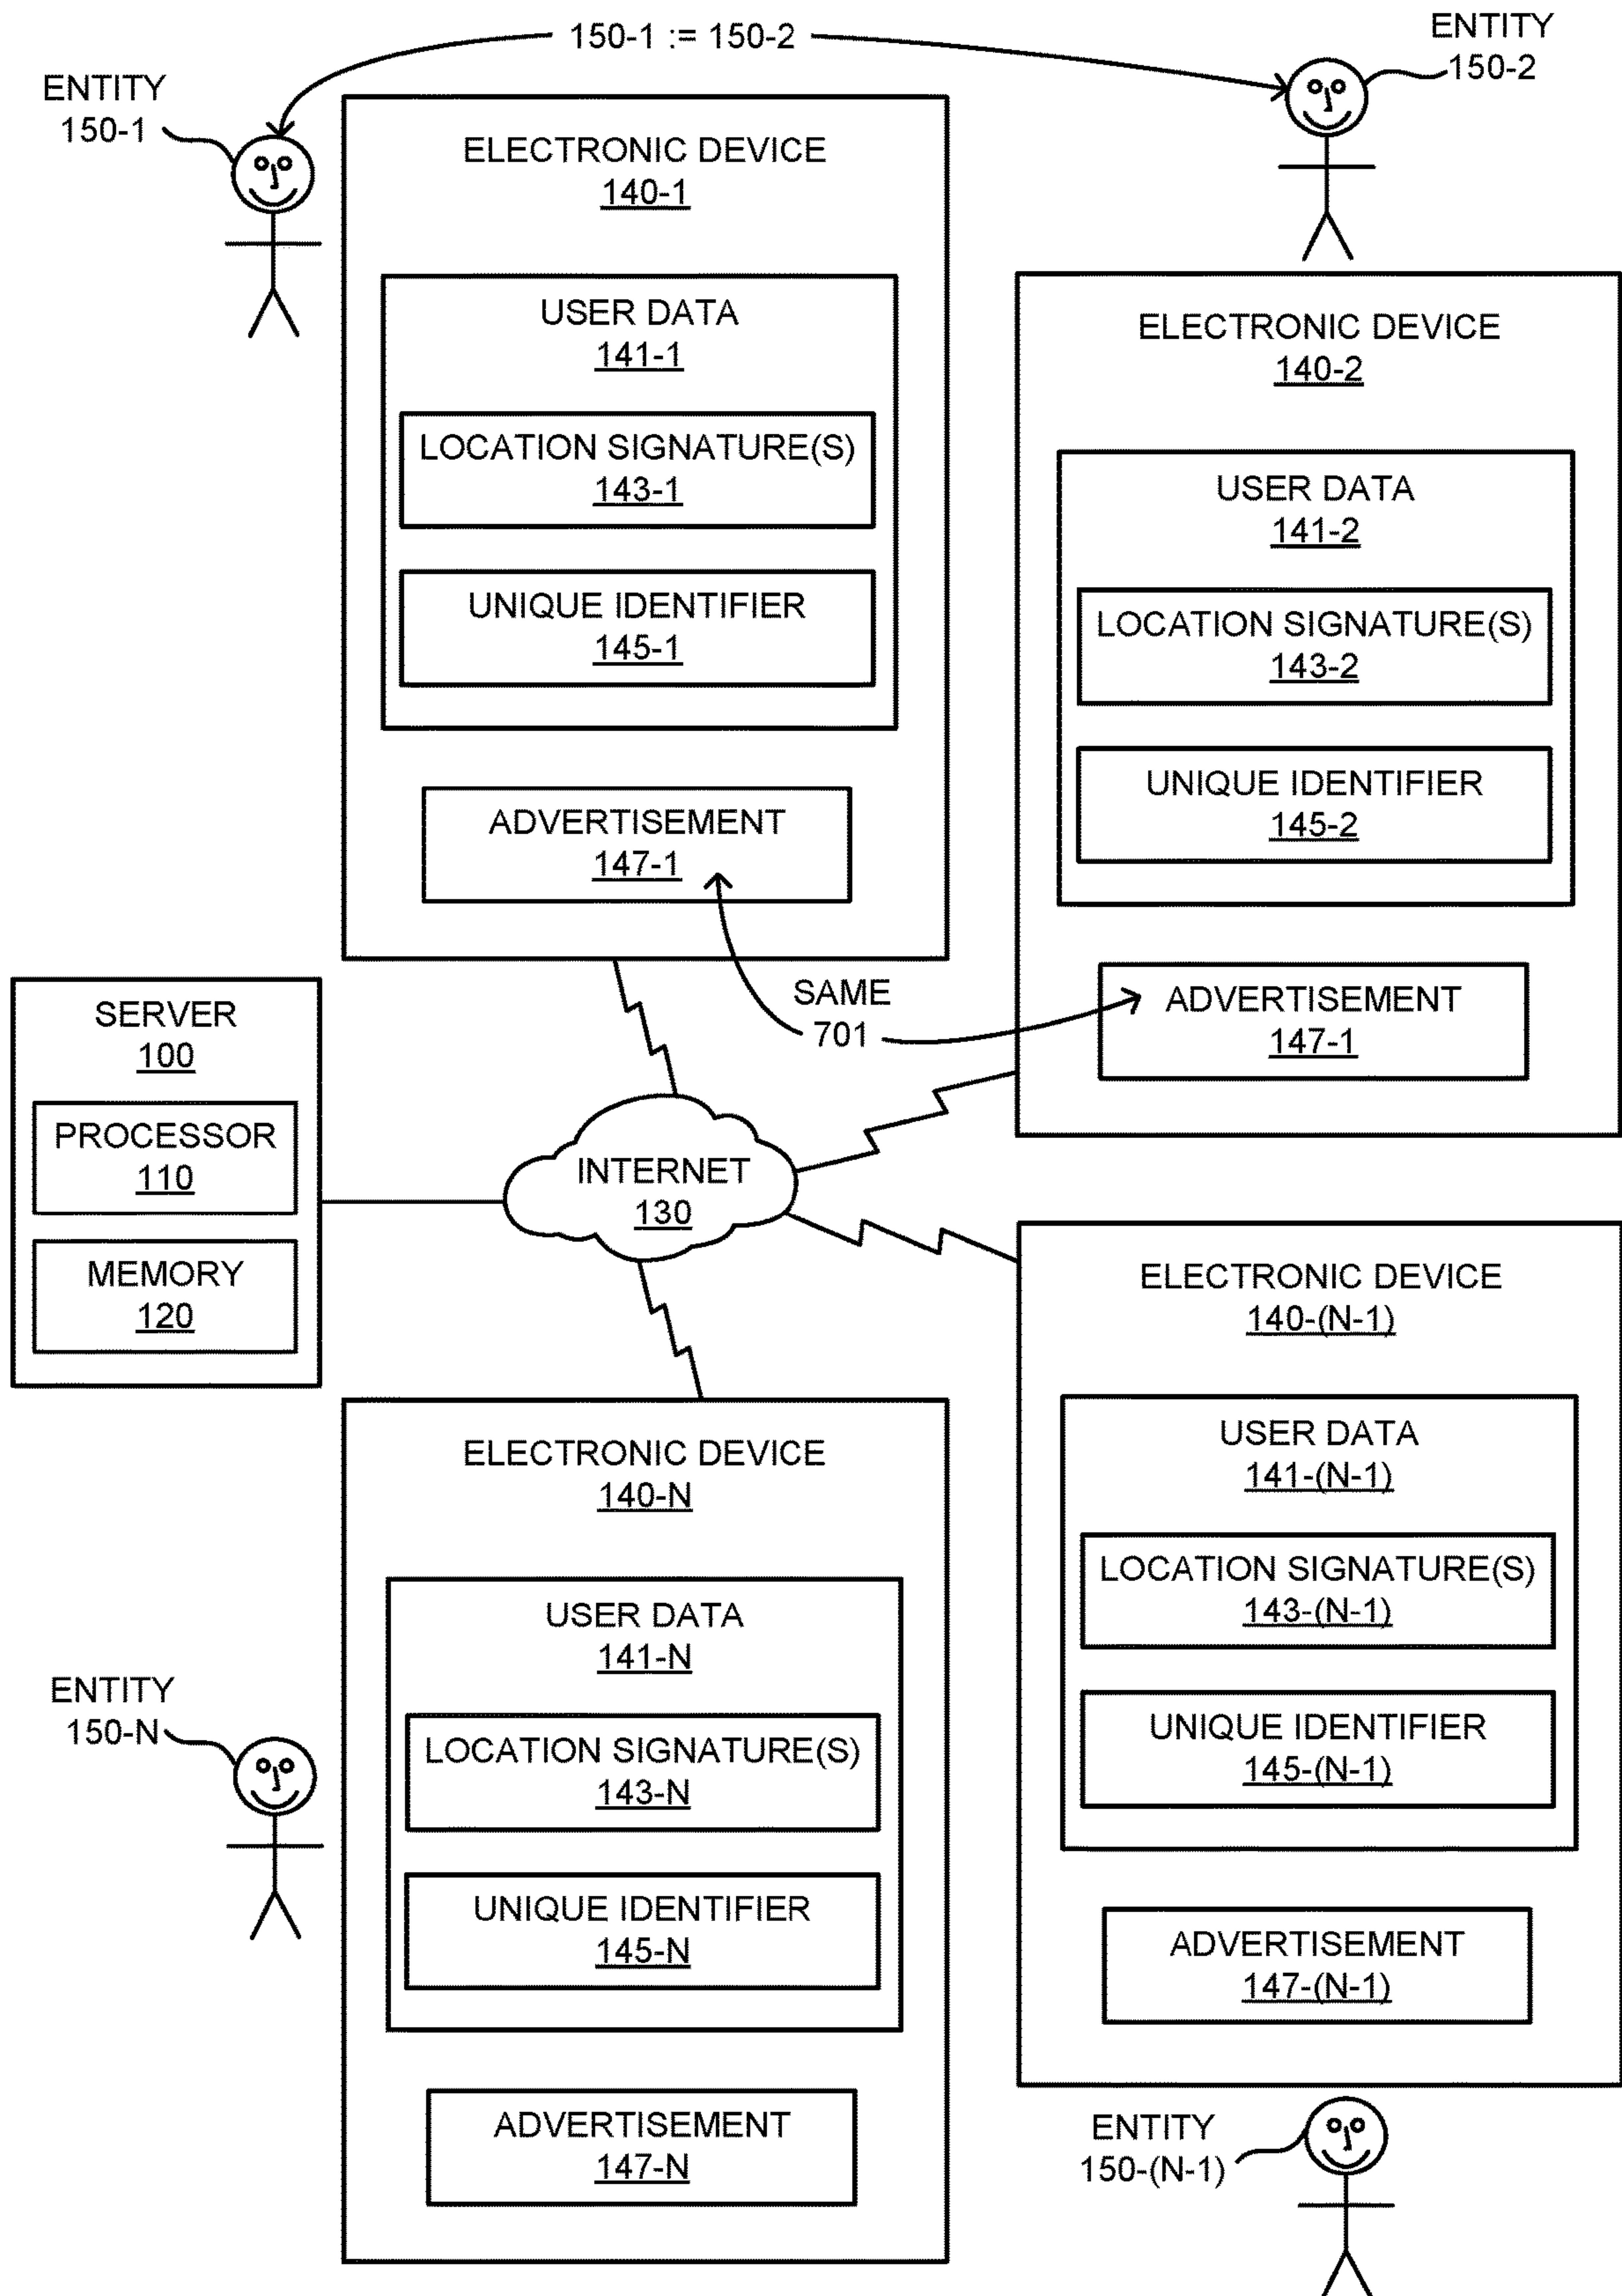 150-1 := 150-2
ENTITY
150-1
ENTITY
150-2
ELECTRONIC DEVICE
140-1
USER DATA
141-1
LOCATION SIGNATURE(S)
143-1
UNIQUE IDENTIFIER
145-1
ADVERTISEMENT
147-1
ELECTRONIC DEVICE
140-2
USER DATA
141-2
LOCATION SIGNATURE(S)
143-2
UNIQUE IDENTIFIER
145-2
ADVERTISEMENT
147-1
SAME
701
SERVER
100
PROCESSOR
110
MEMORY
120
INTERNET
130
ELECTRONIC DEVICE
140-(N-1)
USER DATA
141-(N-1)
LOCATION SIGNATURE(S)
143-(N-1)
UNIQUE IDENTIFIER
145-(N-1)
ADVERTISEMENT
147-(N-1)
ELECTRONIC DEVICE
140-N
USER DATA
141-N
LOCATION SIGNATURE(S)
143-N
UNIQUE IDENTIFIER
145-N
ADVERTISEMENT
147-N
ENTITY
150-N
ENTITY
150-(N-1)